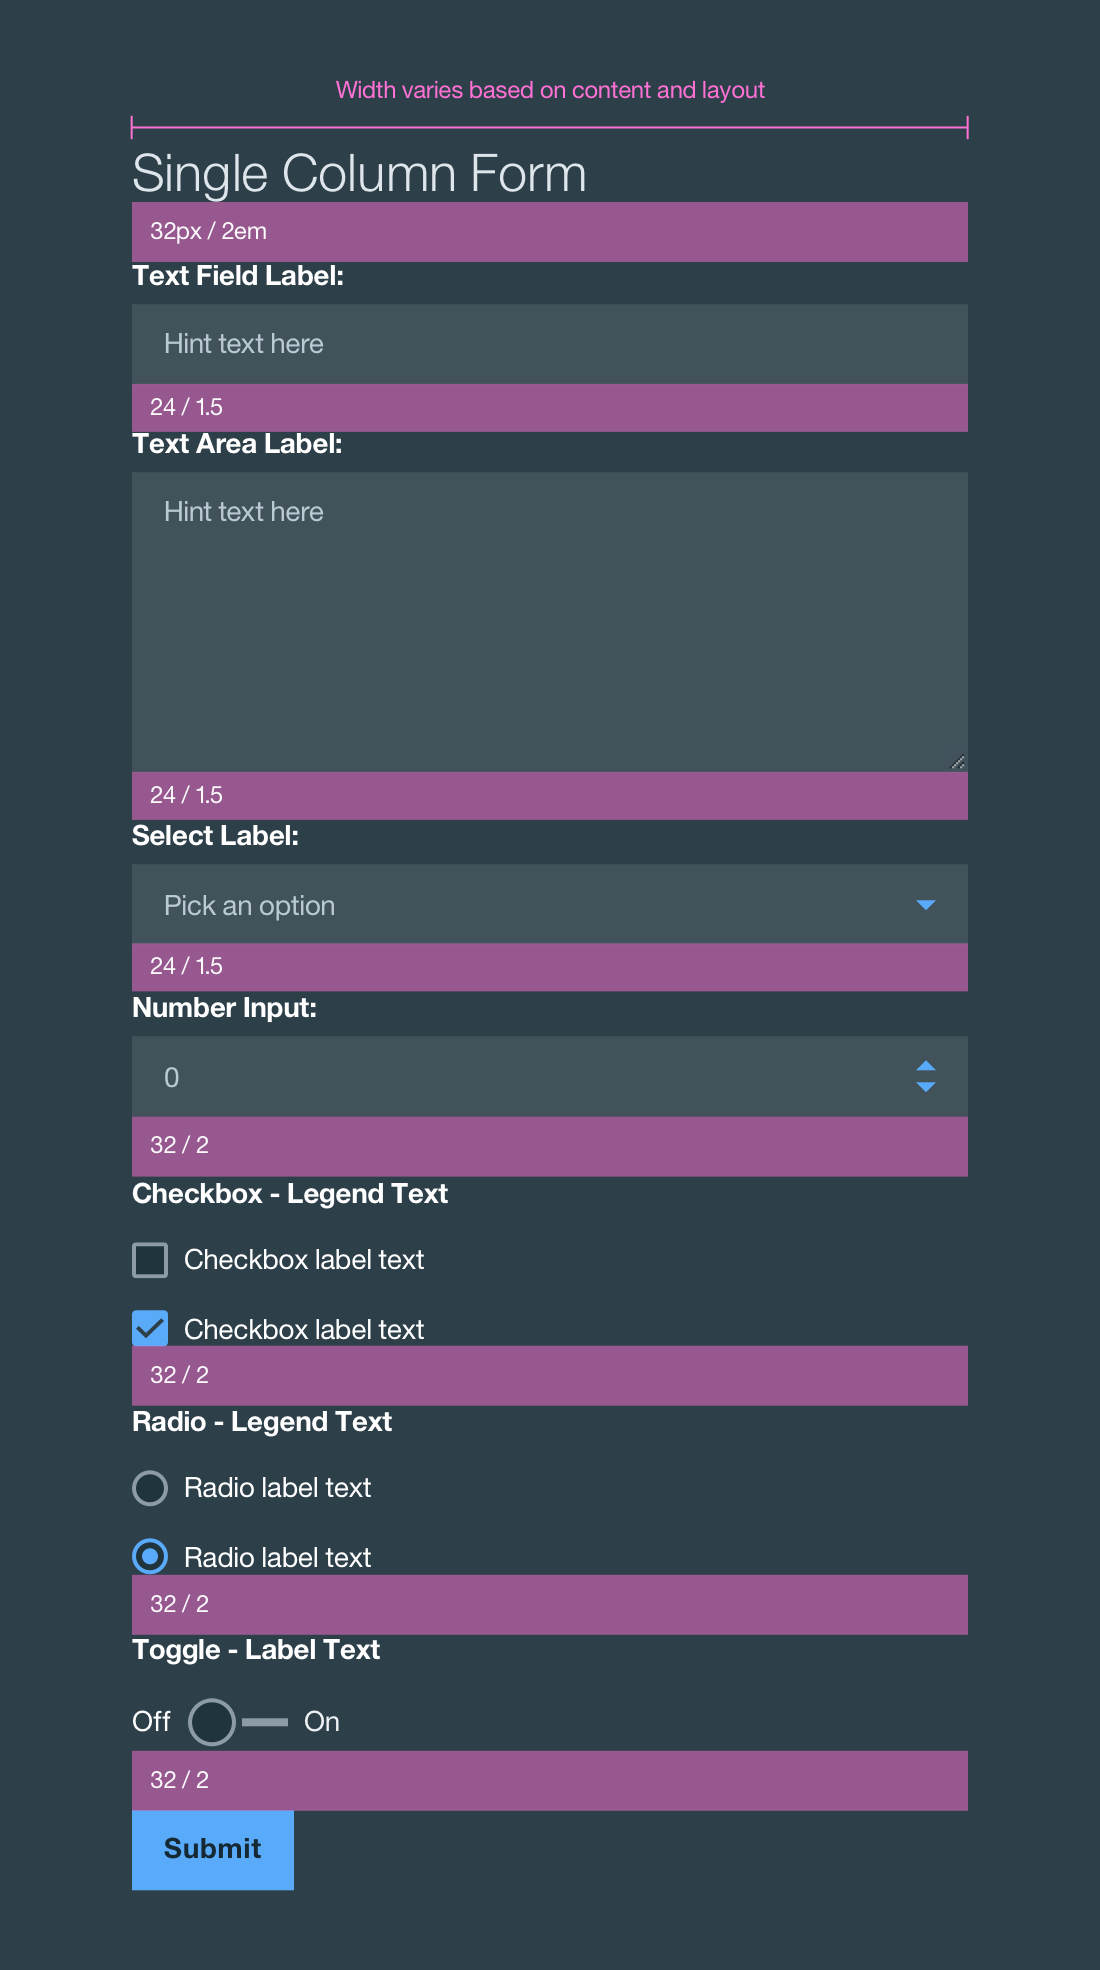 Width varies based on content and layout
Single Column Form
32px / 2em
Text Field Label:
Hint text here
24 / 1.5
Text Area Label:
Hint text here
24 / 1.5
Select Label:
Pick an option
24 / 1.5
Number Input:
0
32 / 2
Checkbox - Legend Text
Checkbox label text
Checkbox label text
32 / 2
Radio - Legend Text
Radio label text
Radio label text
32 / 2
Toggle - Label Text
Off On
32 / 2
Submit